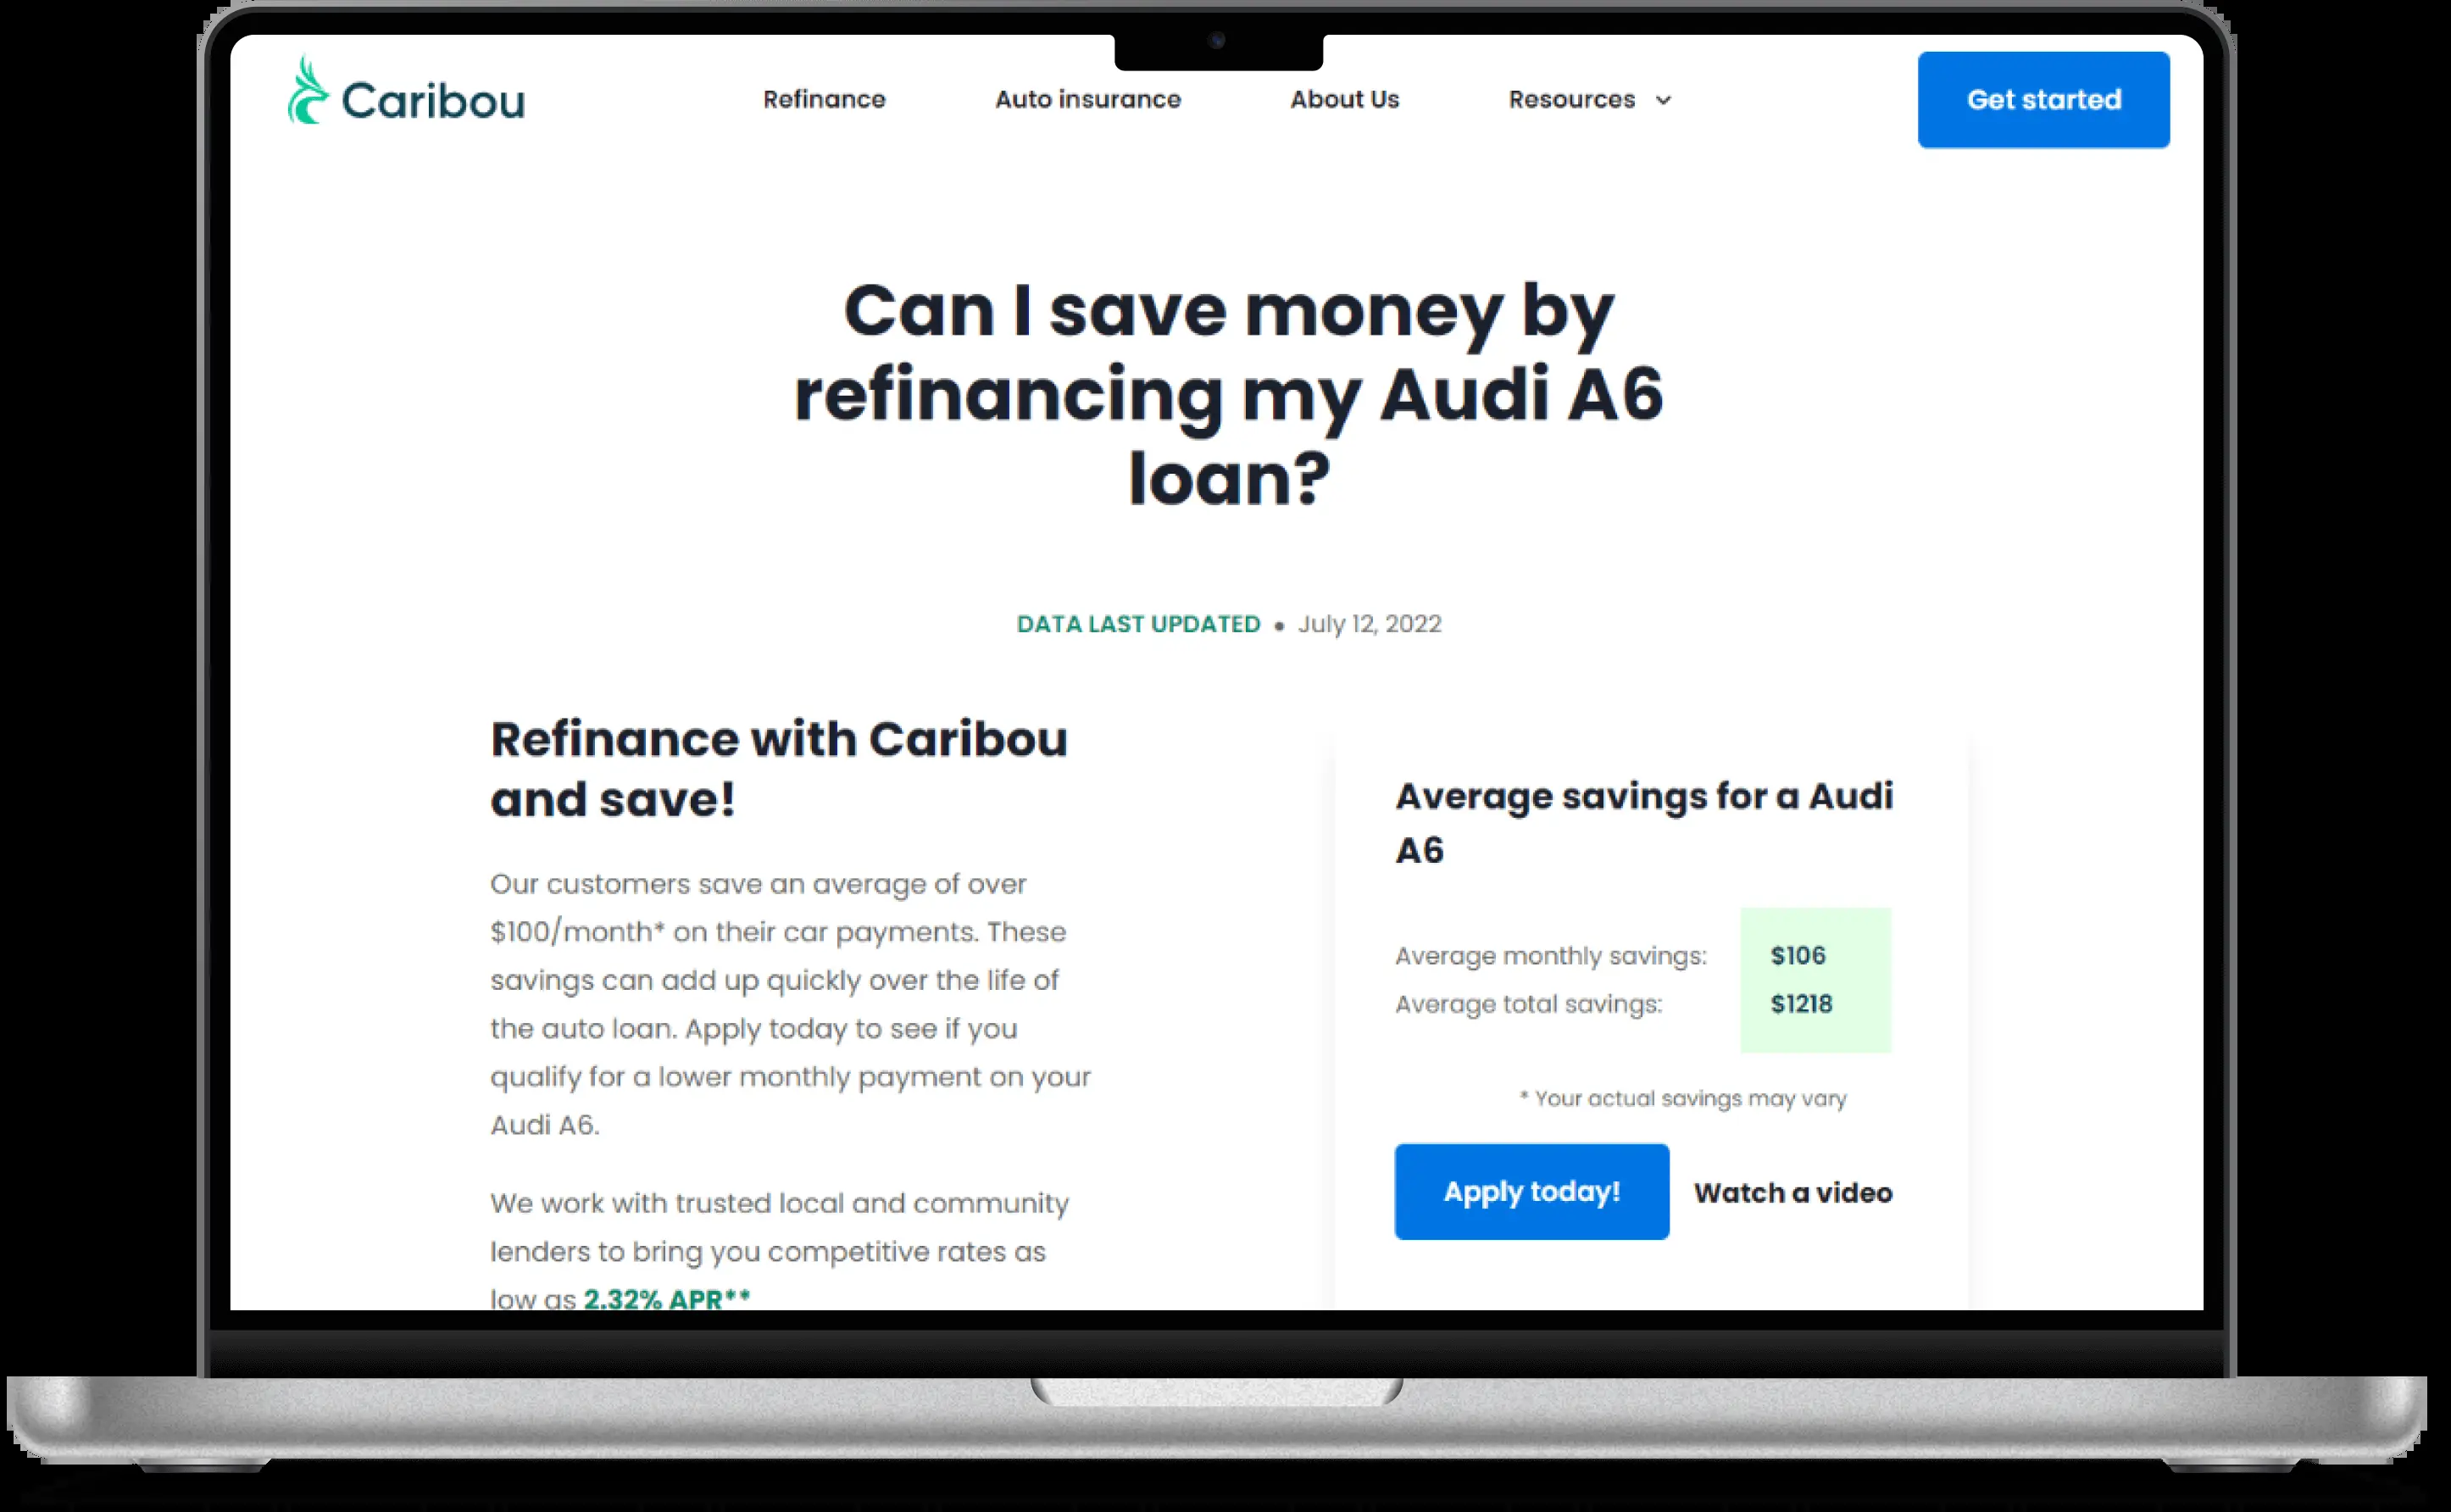 Caribou
Refinance
Auto insurance
About Us
Resources
Get started
Can I save money by
refinancing my Audi A6
loan?
DATA LAST UPDATED • July 12, 2022
Refinance with Caribou
and save!
Our customers save an average of over
$100/month* on their car payments. These
savings can add up quickly over the life of
the auto loan. Apply today to see if you
qualify for a lower monthly payment on your
Audi A6.
We work with trusted local and community
lenders to bring you competitive rates as
low as 2.32% APR**
Average savings for a Audi
A6
Average monthly savings: $106
Average total savings: $1218
* Your actual savings may vary
Apply today!
Watch a video